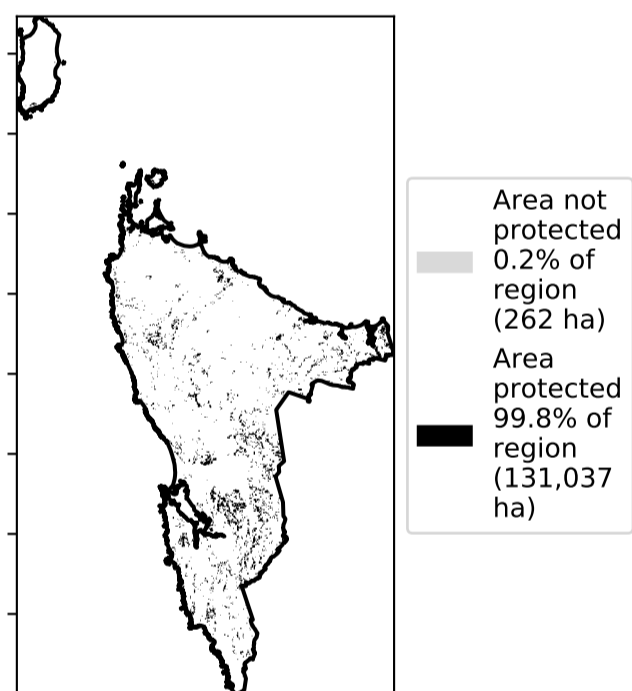 Area not
protected
0.2% of
region
(262 ha)
Area
protected
99.8% of
region
(131,037
ha)